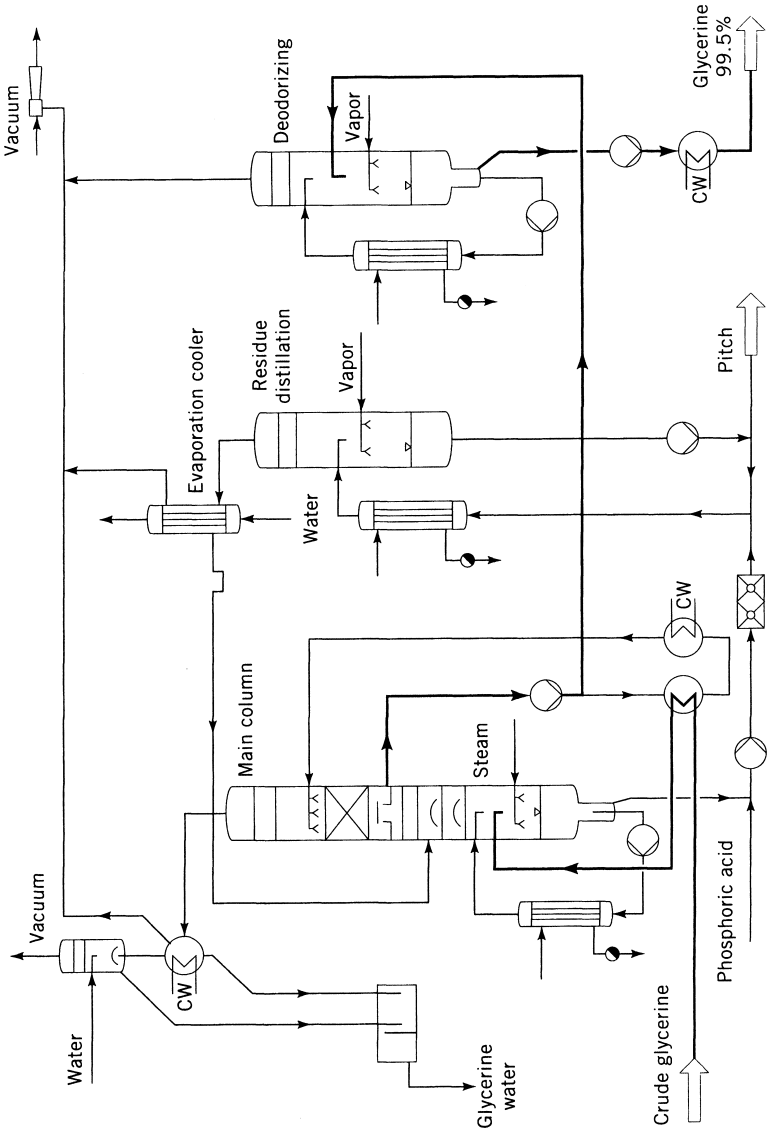 Vacuum
Deodorizing
Vapor
CW
Glycerine
99.5%
Evaporation cooler
Residue
distillation
Vapor
Water
Pitch
Main column
Steam
CW
Vacuum
Water
CW
Glycerine
water
Phosphoric acid
Crude glycerine